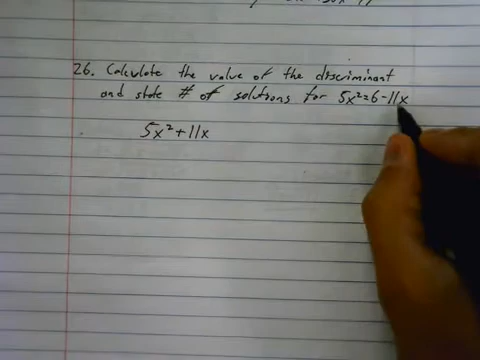 26. Calculate the value of the discriminant
and state # of solutions for 5x²=6-11x
5x²+11x